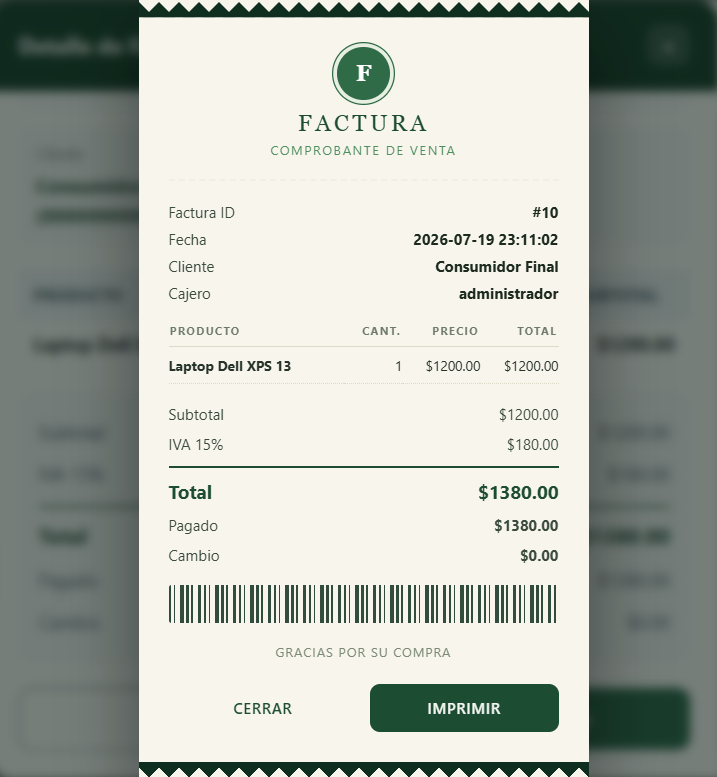 F
FACTURA
COMPROBANTE DE VENTA
Factura ID #10
Fecha 2026-07-19 23:11:02
Cliente Consumidor Final
Cajero administrador
PRODUCTO CANT. PRECIO TOTAL
Laptop Dell XPS 13 1 $1200.00 $1200.00
Subtotal $1200.00
IVA 15% $180.00
Total $1380.00
Pagado $1380.00
Cambio $0.00
GRACIAS POR SU COMPRA
CERRAR IMPRIMIR